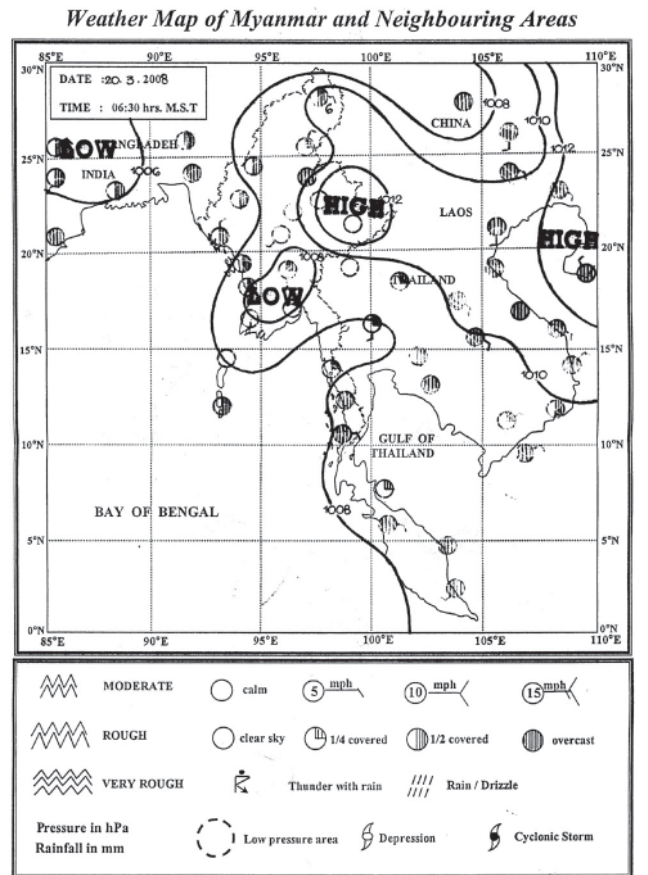 Weather Map of Myanmar and Neighbouring Areas
85°E 90°E 95°E 100°E 105°E 110°E
30°N 30°N
DATE : 20.3.2008
TIME : 06:30 hrs. M.S.T
6
CHINA
1008
1010
1012
LOW
25°N 25°N
INDIA
1006
HIGH
1012
LAOS
HIGH
20°N 20°N
1008
LOW
THAILAND
15°N 15°N
1010
10°N 10°N
GULF OF
THAILAND
BAY OF BENGAL
1008
5°N 5°N
0°N 0°N
85°E 90°E 95°E 100°E 105°E 110°E
MODERATE calm 5 mph 10 mph 15 mph
ROUGH clear sky 1/4 covered 1/2 covered overcast
VERY ROUGH Thunder with rain Rain / Drizzle
Pressure in hPa
Rainfall in mm
Low pressure area Depression Cyclonic Storm